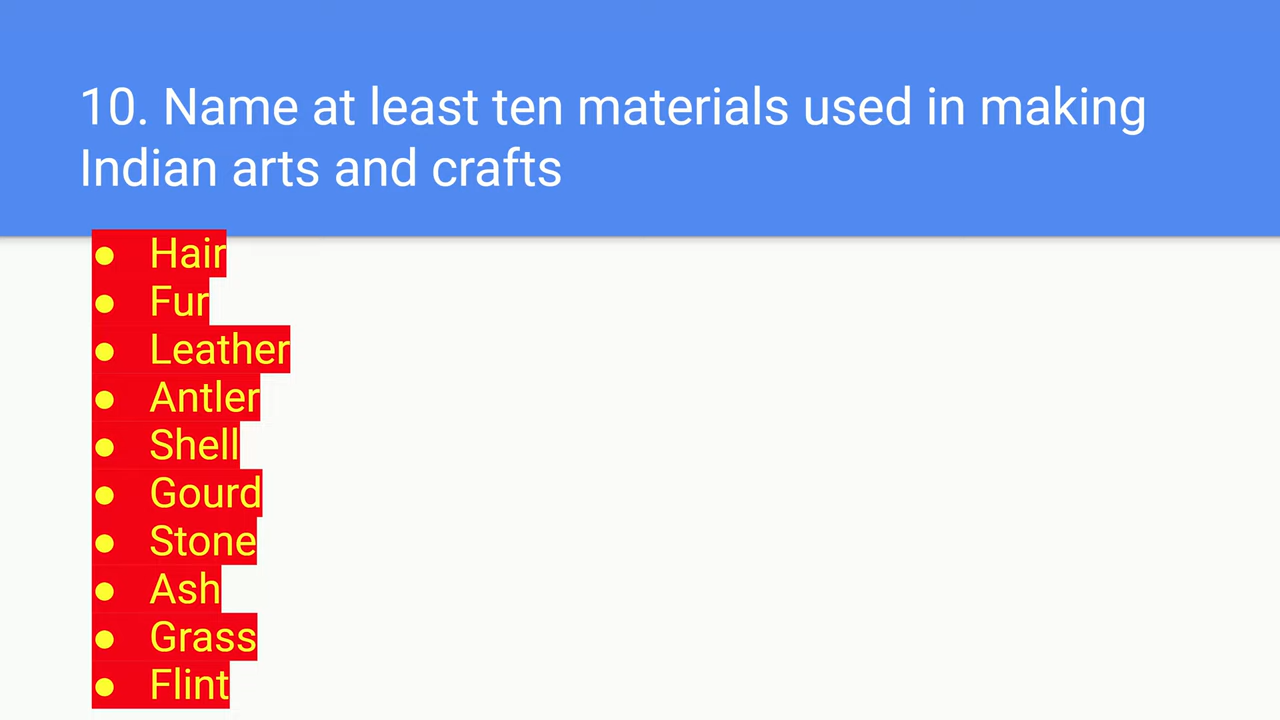 10. Name at least ten materials used in making
Indian arts and crafts
● Hair
● Fur
● Leather
● Antler
● Shell
● Gourd
● Stone
● Ash
● Grass
● Flint